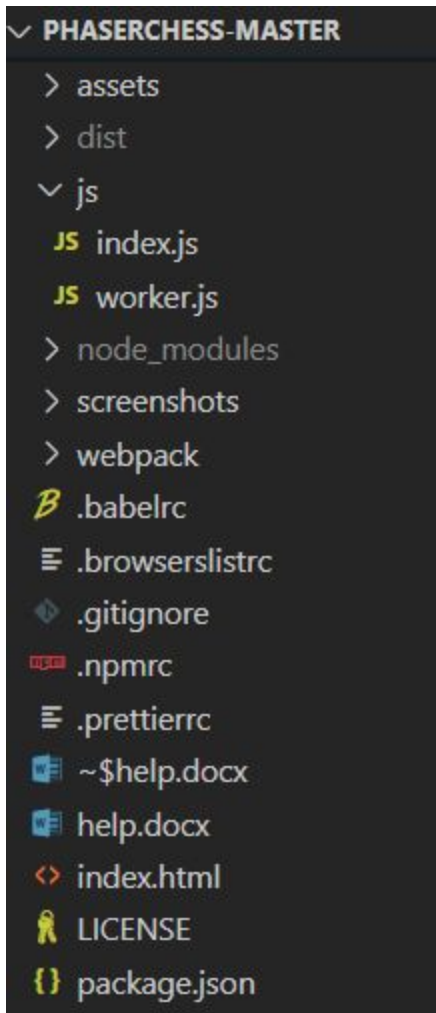 PHASERCHESS-MASTER
assets
dist
js
JS index.js
JS worker.js
node_modules
screenshots
webpack
B .babelrc
.browserslistrc
.gitignore
.npmrc
.prettierrc
~$help.docx
help.docx
<> index.html
LICENSE
{} package.json